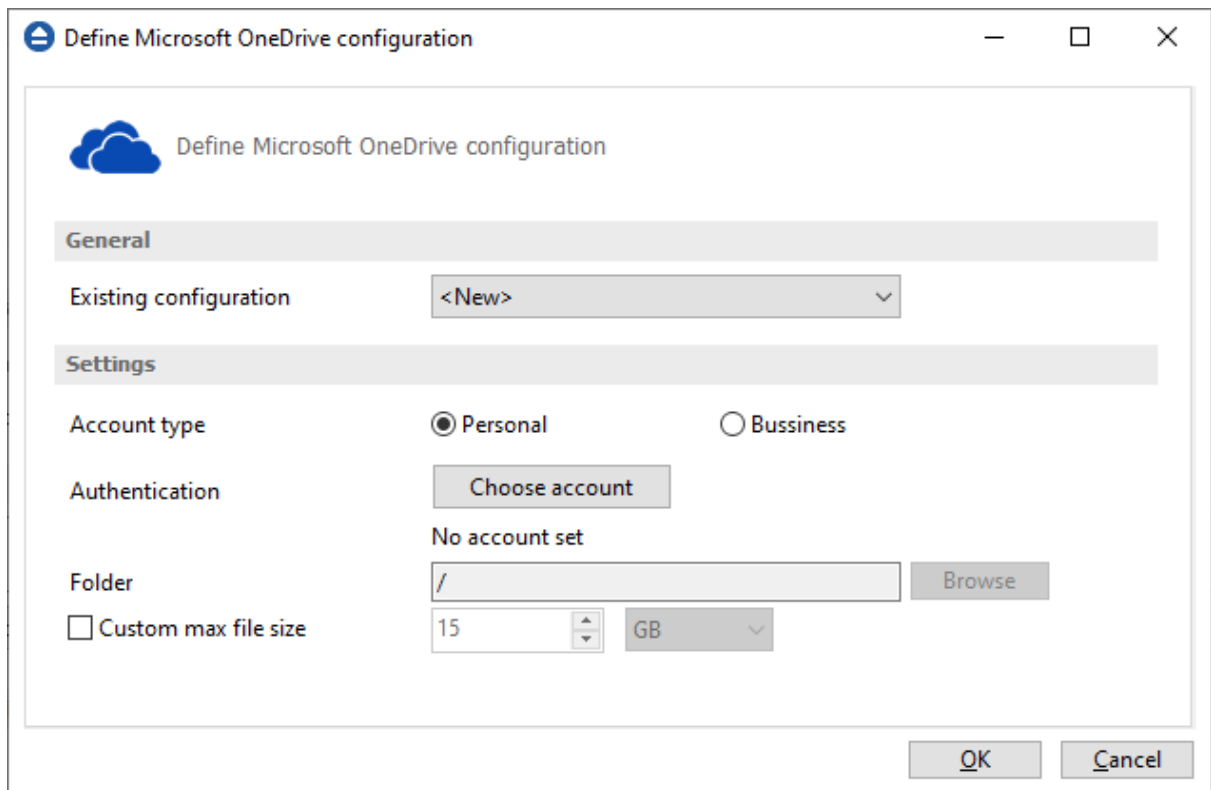 Define Microsoft OneDrive configuration
Define Microsoft OneDrive configuration
General
Existing configuration <New>
Settings
Account type Personal Bussiness
Authentication Choose account
No account set
Folder / Browse
Custom max file size 15 GB
OK Cancel